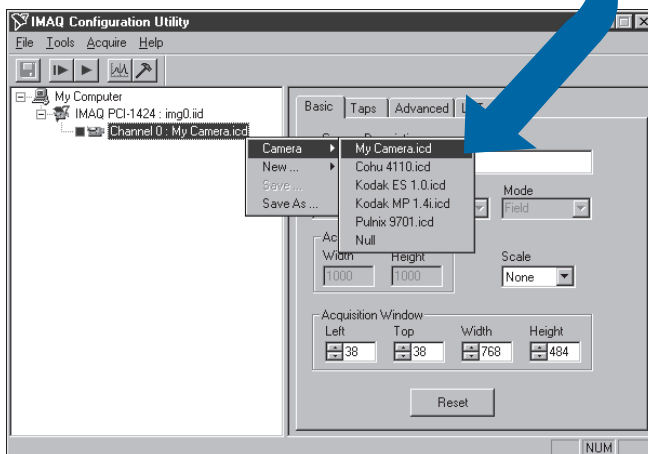 IMAQ Configuration Utility
File Tools Acquire Help
My Computer
IMAQ PCI-1424 : img0.iid
Channel 0 : My Camera.icd
Camera
New ...
Save ...
Save As ...
My Camera.icd
Cohu 4110.icd
Kodak ES 1.0.icd
Kodak MP 1.4i.icd
Pulnix 9701.icd
Null
Basic Taps Advanced
Mode
Field
Width Height Scale
1000 1000 None
Acquisition Window
Left Top Width Height
38 38 768 484
Reset
NUM